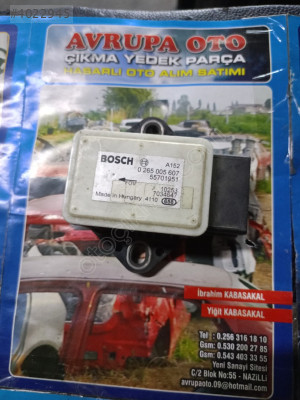 AVRUPA OTO
ÇIKMA YEDEK PARÇA
HASARLI OTO ALIM SATIMI
BOSCH
A152
0 265 005 607
55701951
Made in Hungary 4110
İbrahim KABASAKAL
Yiğit KABASAKAL
Tel : 0.256 316 18 10
Gsm: 0.530 200 27 85
Gsm: 0.543 403 33 55
Yeni Sanayi Sitesi
C/2 Blok No:55 - NAZİLLİ
avrupaoto.09@hotmail.com